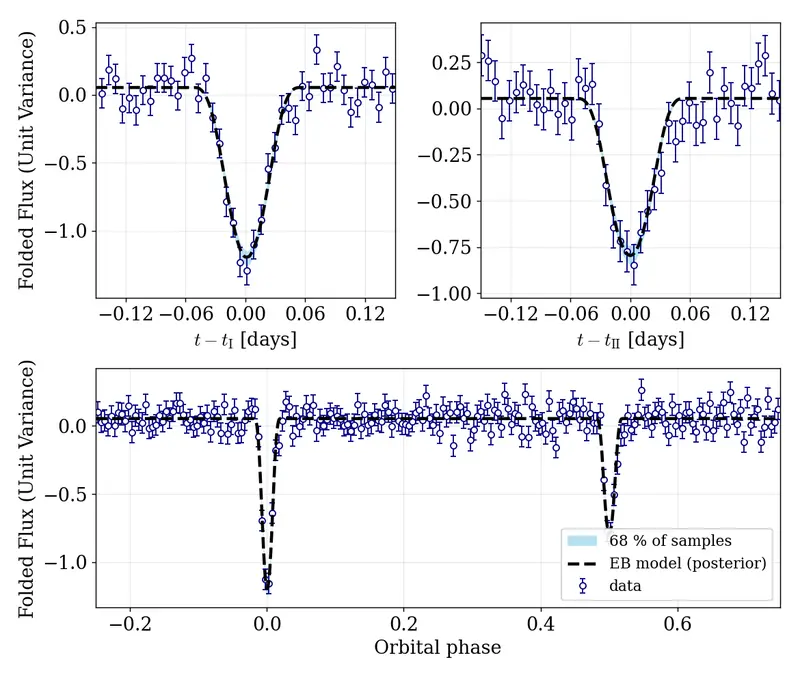 Folded Flux (Unit Variance)
0.5
0.0
−0.5
−1.0
−0.12 −0.06 0.00 0.06 0.12
t − tI [days]
0.25
0.00
−0.25
−0.50
−0.75
−1.00
−0.12 −0.06 0.00 0.06 0.12
t − tII [days]
Folded Flux (Unit Variance)
0.0
−0.5
−1.0
−0.2 0.0 0.2 0.4 0.6
Orbital phase
68 % of samples
EB model (posterior)
data